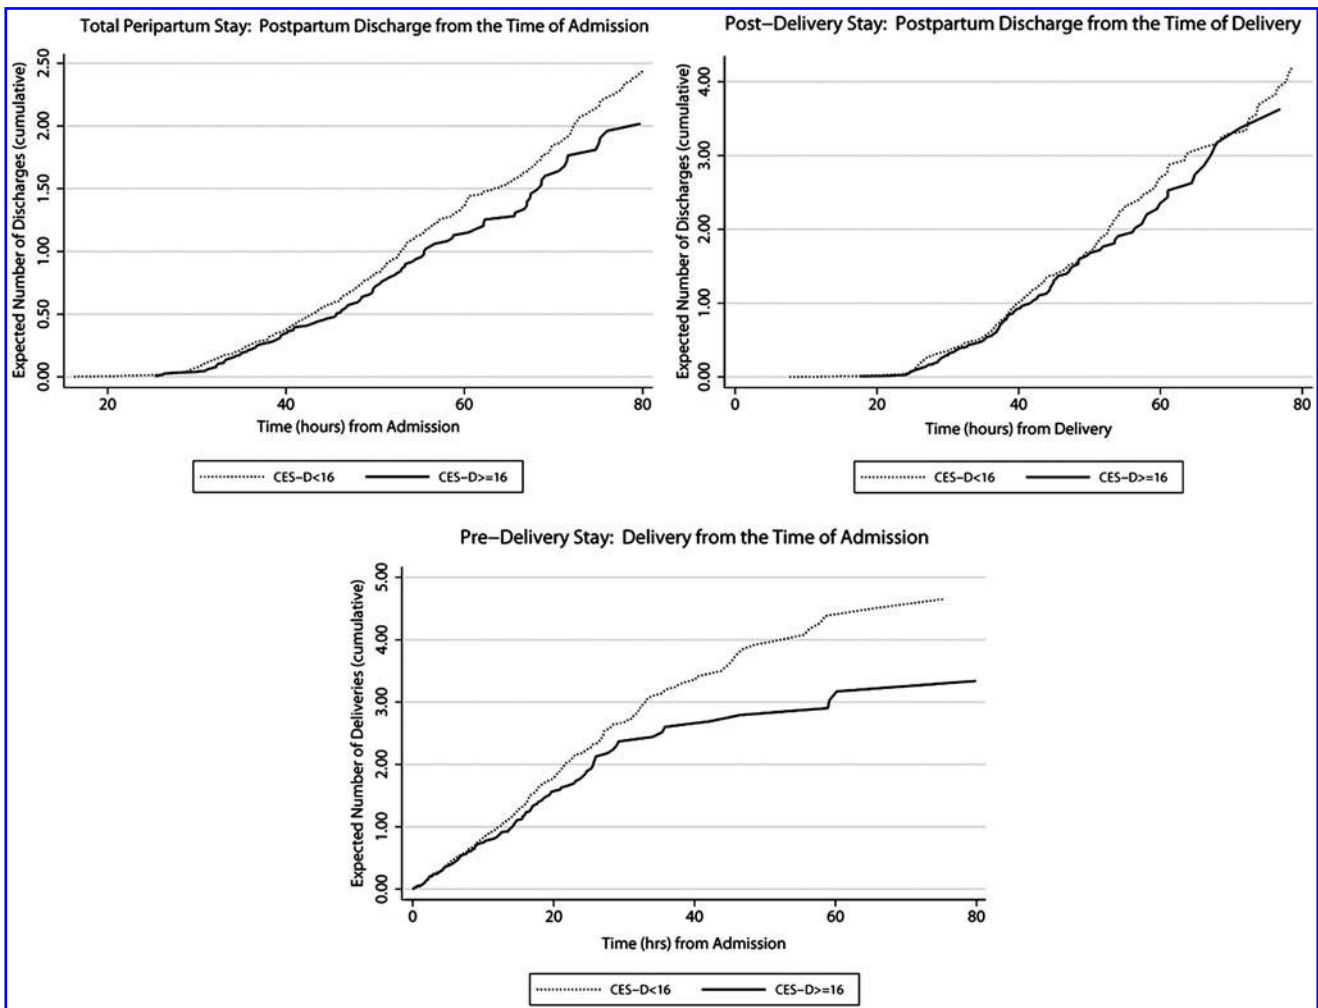 Total Peripartum Stay: Postpartum Discharge from the Time of Admission
Expected Number of Discharges (cumulative)
2.50
2.00
1.50
1.00
0.50
0.00
20 40 60 80
Time (hours) from Admission
CES-D<16 CES-D>=16
Post-Delivery Stay: Postpartum Discharge from the Time of Delivery
Expected Number of Discharges (cumulative)
4.00
3.00
2.00
1.00
0.00
0 20 40 60 80
Time (hours) from Delivery
CES-D<16 CES-D>=16
Pre-Delivery Stay: Delivery from the Time of Admission
Expected Number of Deliveries (cumulative)
5.00
4.00
3.00
2.00
1.00
0.00
0 20 40 60 80
Time (hrs) from Admission
CES-D<16 CES-D>=16